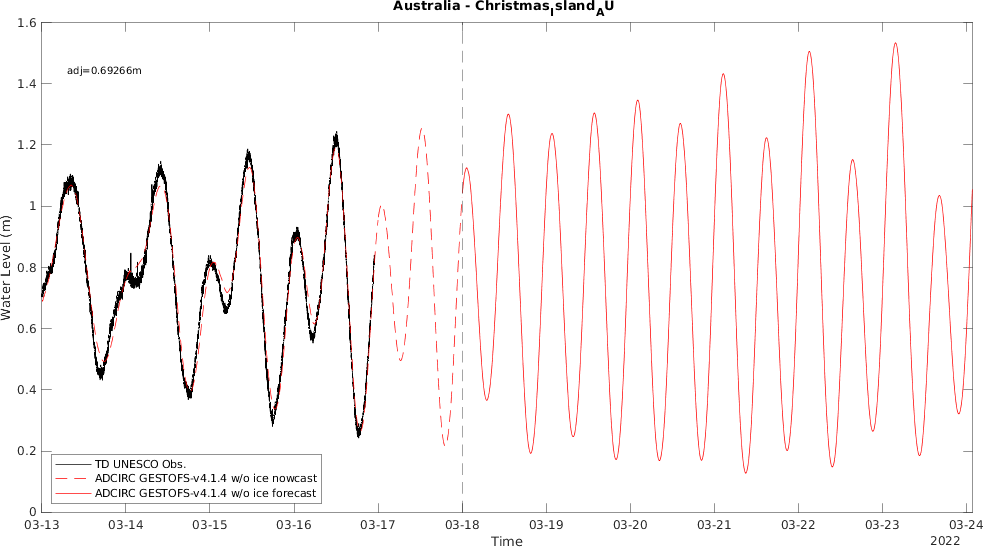 Australia - Christmas_Island_AU
1.6
1.4
1.2
1
0.8
0.6
0.4
0.2
0
Water Level (m)
adj=0.69266m
TD UNESCO Obs.
ADCIRC GESTOFS-v4.1.4 w/o ice nowcast
ADCIRC GESTOFS-v4.1.4 w/o ice forecast
03-13 03-14 03-15 03-16 03-17 03-18 03-19 03-20 03-21 03-22 03-23 03-24
Time
2022